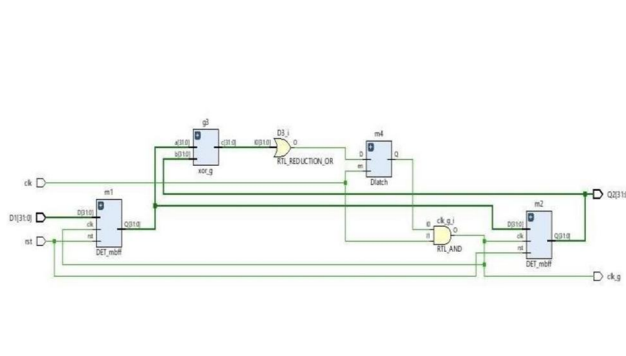 g3
D3_i
m4
a[31:0]
c[31:0]
I0[31:0]
O
D
Q
b[31:0]
xor_g
RTL_REDUCTION_OR
Dlatch
clk
m1
Q2[31:
m2
D1[31:0]
D[31:0]
clk
Q[31:0]
clk_g_i
I0
O
D[31:0]
rst
rst
I1
clk
Q[31:0]
DET_mbff
RTL_AND
rst
DET_mbff
clk_g